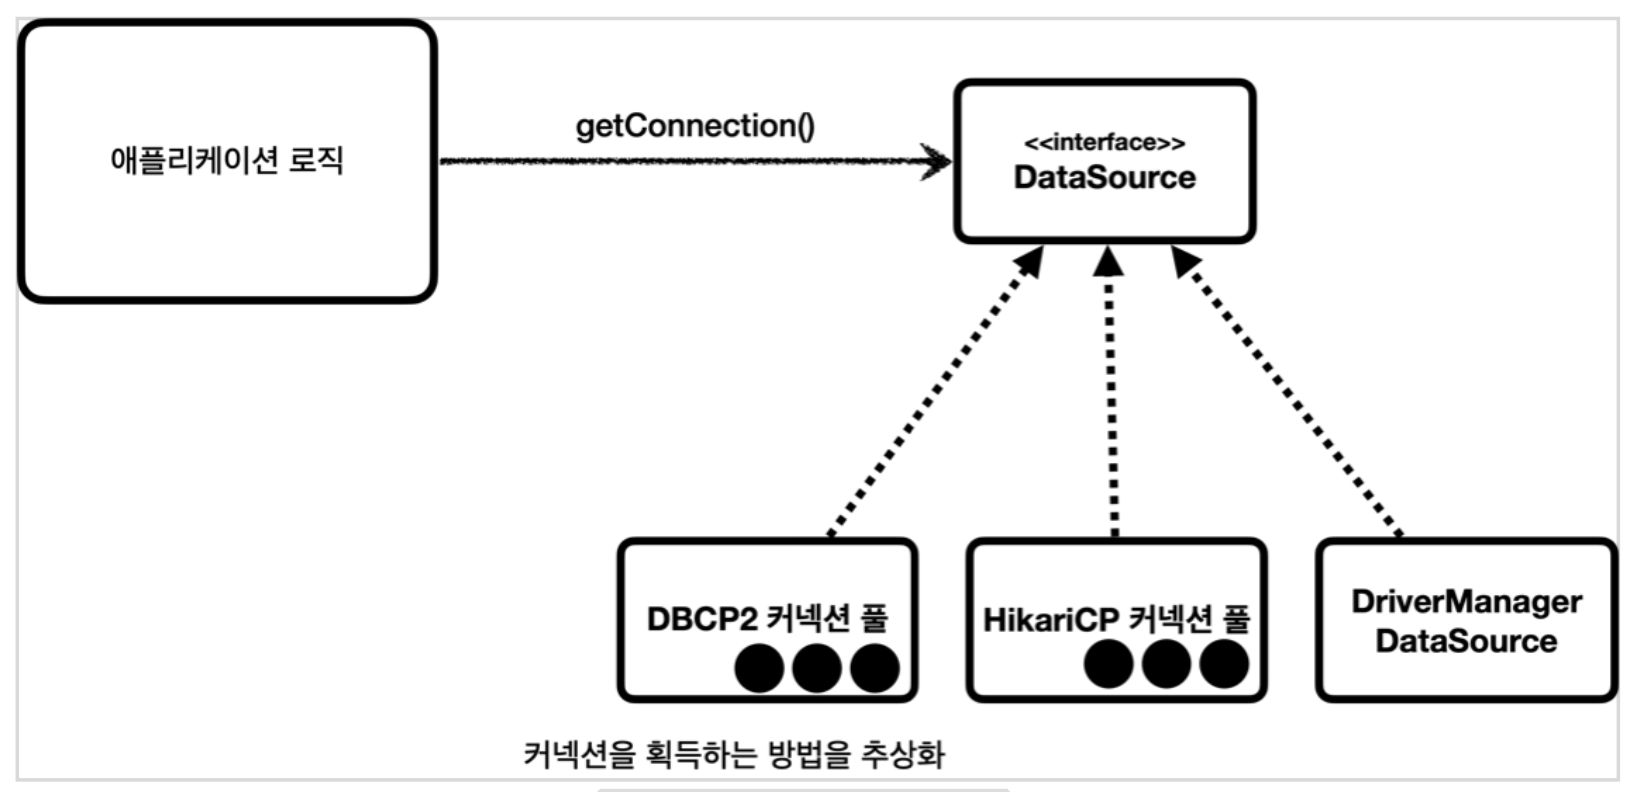 애플리케이션 로직
getConnection()
<<interface>>
DataSource
DBCP2 커넥션 풀
HikariCP 커넥션 풀
DriverManager
DataSource
커넥션을 획득하는 방법을 추상화